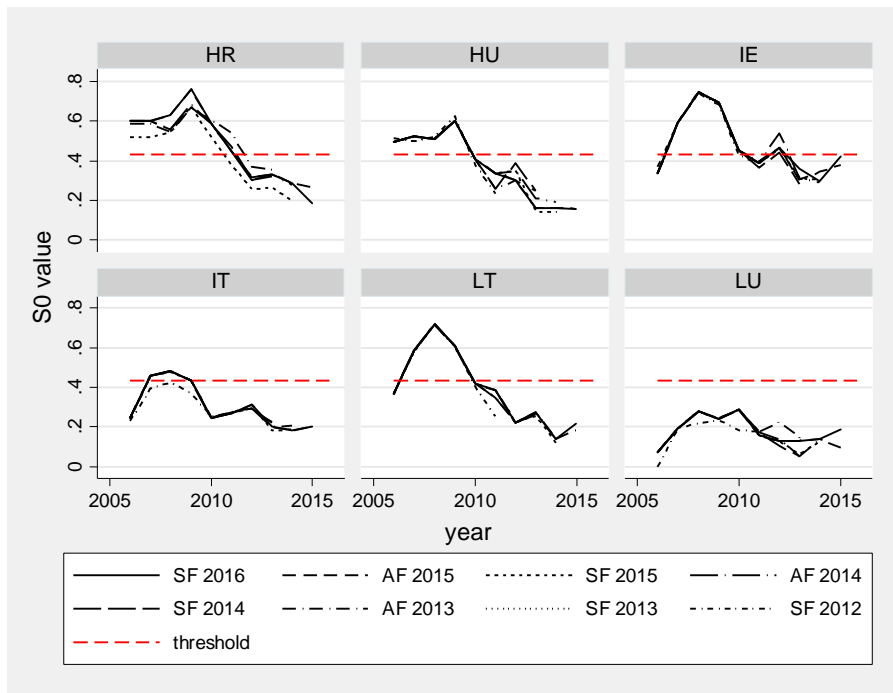 HR HU IE
.8
.6
.4
.2
0
IT LT LU
.8
.6
.4
.2
0
S0 value
2005 2010 2015 2005 2010 2015 2005 2010 2015
year
SF 2016 AF 2015 SF 2015 AF 2014
SF 2014 AF 2013 SF 2013 SF 2012
threshold